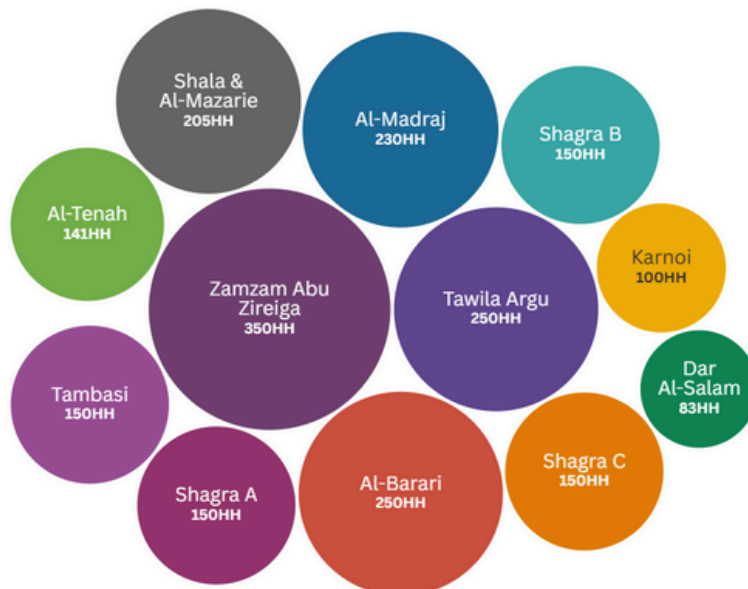 Shala &
Al-Mazarie
205HH
Al-Madraj
230HH
Shagra B
150HH
Al-Tenah
141HH
Zamzam Abu
Zireiga
350HH
Tawila Argu
250HH
Karnoi
100HH
Tambasi
150HH
Dar
Al-Salam
83HH
Shagra A
150HH
Al-Barari
250HH
Shagra C
150HH